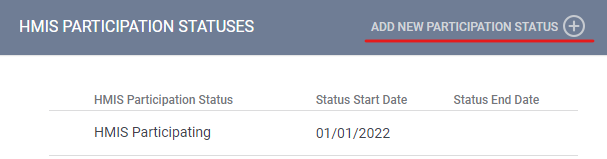 HMIS PARTICIPATION STATUSES ADD NEW PARTICIPATION STATUS
HMIS Participation Status Status Start Date Status End Date
HMIS Participating 01/01/2022